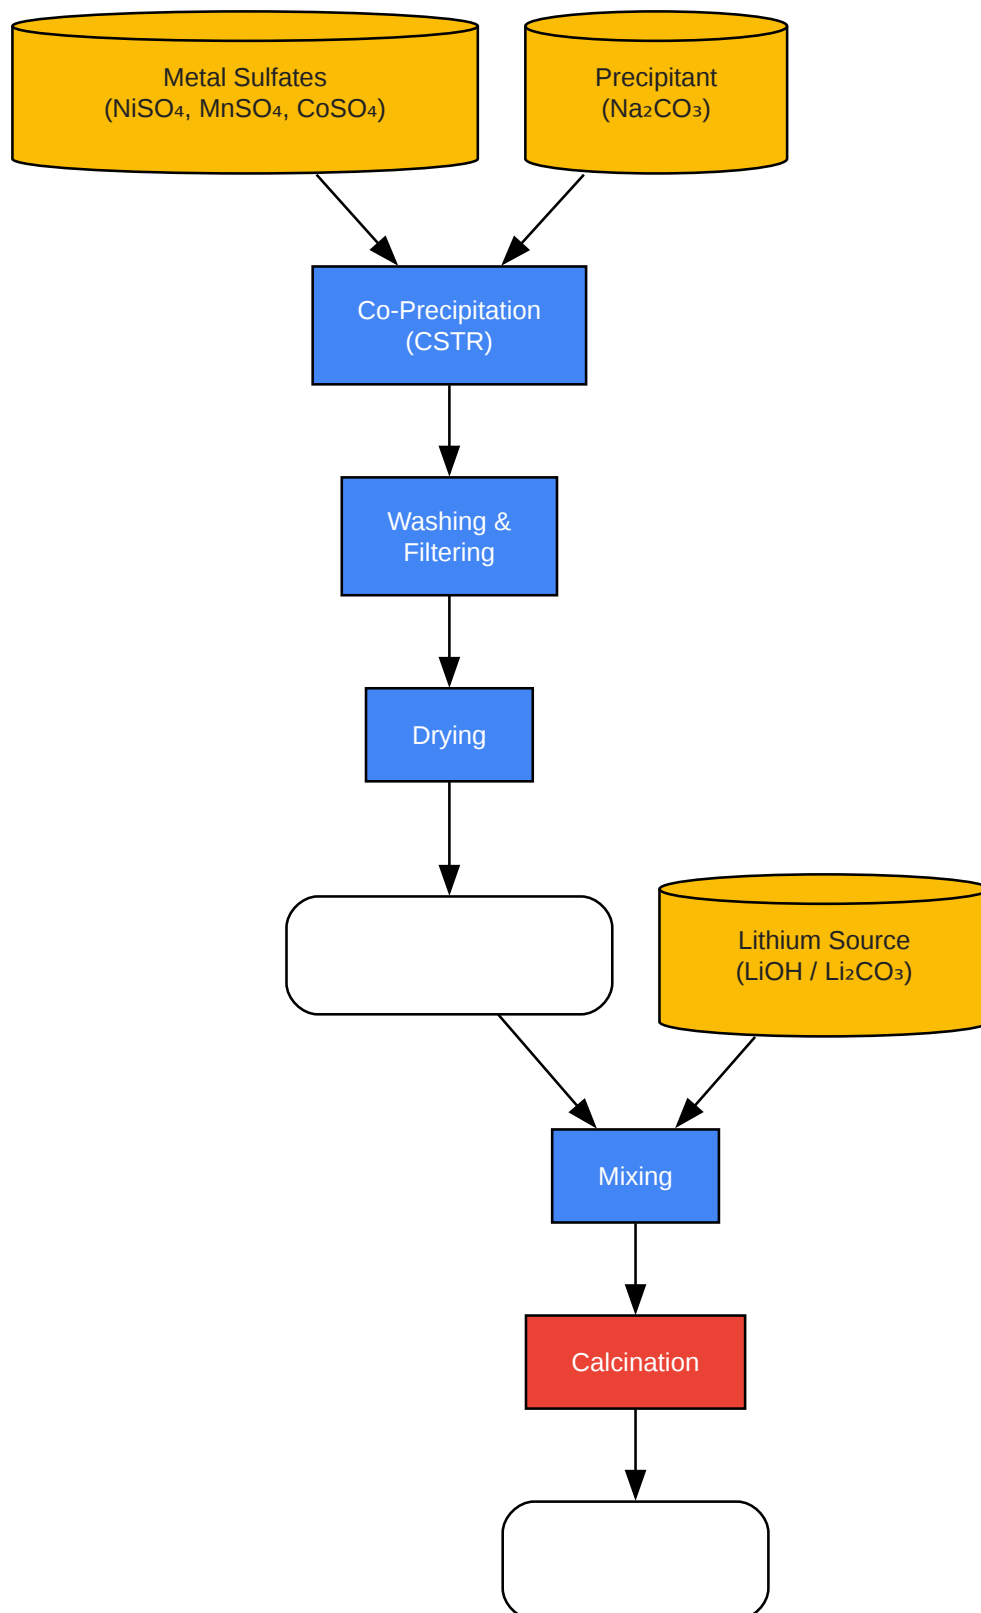 Metal Sulfates
(NiSO₄, MnSO₄, CoSO₄)
Precipitant
(Na₂CO₃)
Co-Precipitation
(CSTR)
Washing &
Filtering
Drying
Lithium Source
(LiOH / Li₂CO₃)
Mixing
Calcination